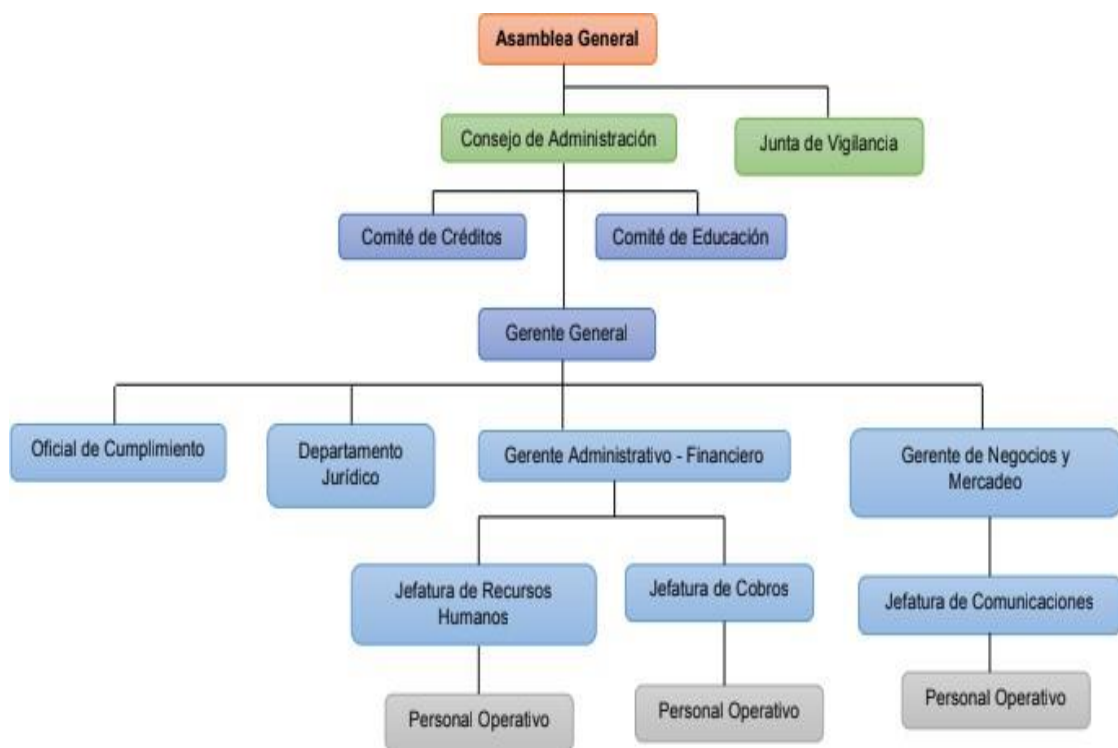 Asamblea General
Consejo de Administración
Junta de Vigilancia
Comité de Créditos
Comité de Educación
Gerente General
Oficial de Cumplimiento
Departamento
Jurídico
Gerente Administrativo - Financiero
Gerente de Negocios y
Mercadeo
Jefatura de Recursos
Humanos
Jefatura de Cobros
Jefatura de Comunicaciones
Personal Operativo
Personal Operativo
Personal Operativo